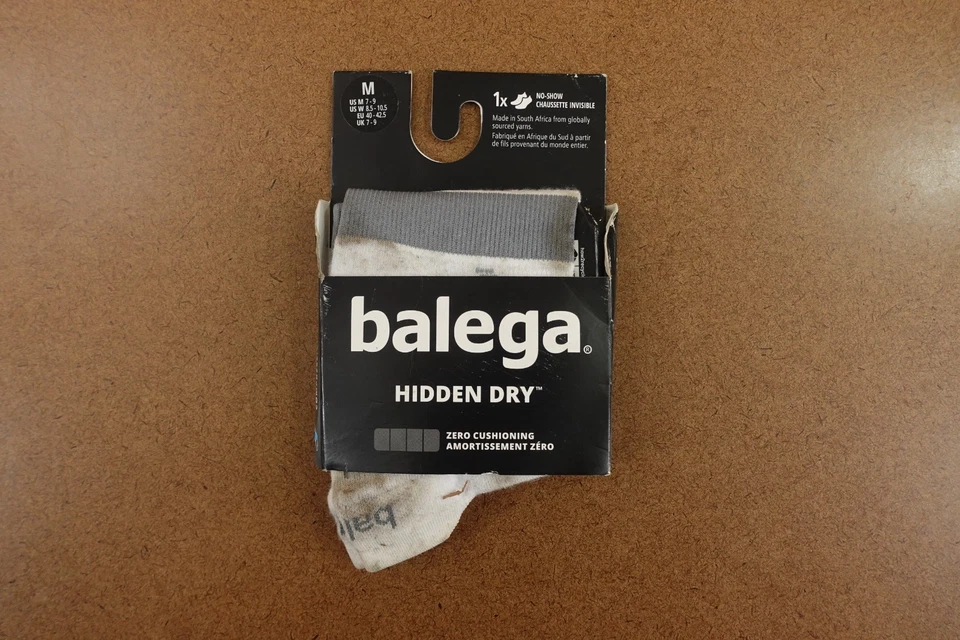 M
US M 7 - 9
US W 8.5 - 10.5
EU 40 - 42.5
UK 7 - 9
1x NO-SHOW
CHAUSSETTE INVISIBLE
Made in South Africa from globally
sourced yarns.
Fabriqué en Afrique du Sud à partir
de fils provenant du monde entier.
balega®
HIDDEN DRY™
ZERO CUSHIONING
AMORTISSEMENT ZÉRO